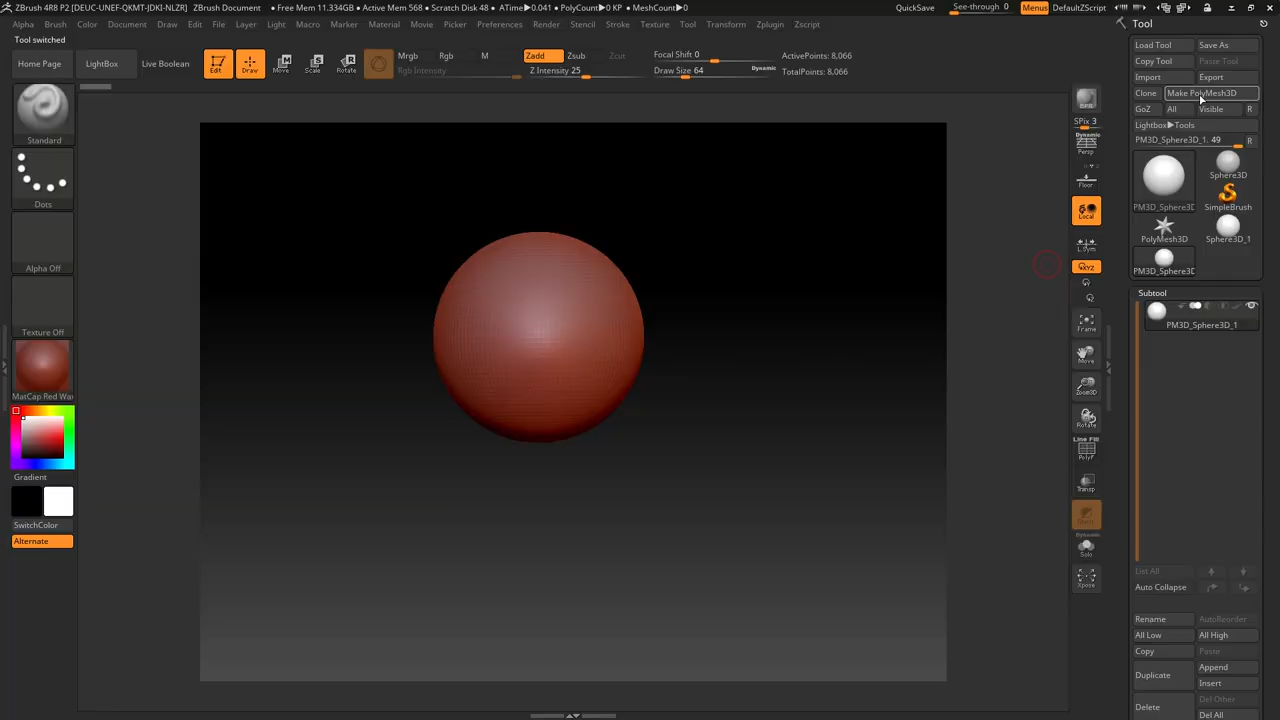 ZBrush 4R8 P2 [DEUC-UNEF-QKMT-JDKI-NLZR] ZBrush Document • Free Mem 11.334GB • Active Mem 568 • Scratch Disk 48 • ATime▶0.041 • PolyCount▶0 KP • MeshCount▶0 QuickSave See-through 0 Menus DefaultZScript
Alpha Brush Color Document Draw Edit File Layer Light Macro Marker Material Movie Picker Preferences Render Stencil Stroke Texture Tool Transform Zplugin Zscript
Tool
Tool switched
Home Page LightBox Live Boolean
Edit Draw Move Scale Rotate
Mrgb Rgb M
Rgb Intensity
Zadd Zsub Zcut
Z Intensity 25
Focal Shift 0
Draw Size 64 Dynamic
ActivePoints: 8,066
TotalPoints: 8,066
Standard
Dots
Alpha Off
Texture Off
MatCap Red Wa
Gradient
SwitchColor
Alternate
BPR
SPix 3
Dynamic
Persp
Floor
Local
L.Sym
XYZ
Frame
Move
Zoom3D
Rotate
Line Fill
PolyF
Transp
Dynamic
Solo
Xpose
Load Tool Save As
Copy Tool Paste Tool
Import Export
Clone Make PolyMesh3D
GoZ All Visible R
Lightbox▶Tools
PM3D_Sphere3D_1. 49 R
PM3D_Sphere3D Sphere3D
SimpleBrush
PolyMesh3D Sphere3D_1
PM3D_Sphere3D
Subtool
PM3D_Sphere3D_1
List All
Auto Collapse
Rename AutoReorder
All Low All High
Copy Paste
Duplicate Append
Insert
Delete Del Other
Del All